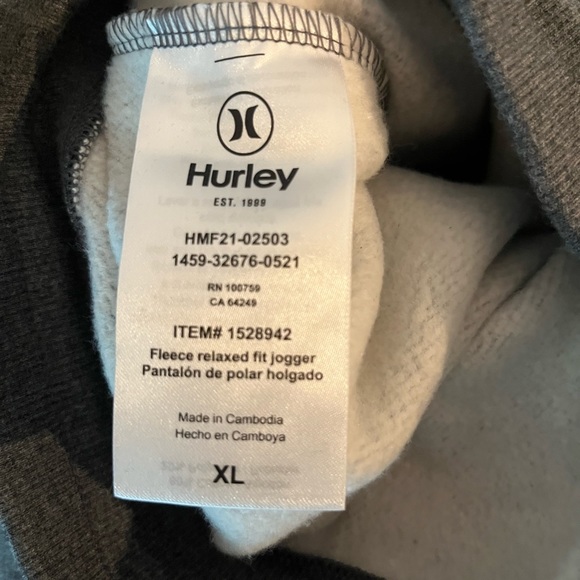 Hurley
EST. 1999
HMF21-02503
1459-32676-0521
RN 100759
CA 64249
ITEM# 1528942
Fleece relaxed fit jogger
Pantalón de polar holgado
Made in Cambodia
Hecho en Camboya
XL